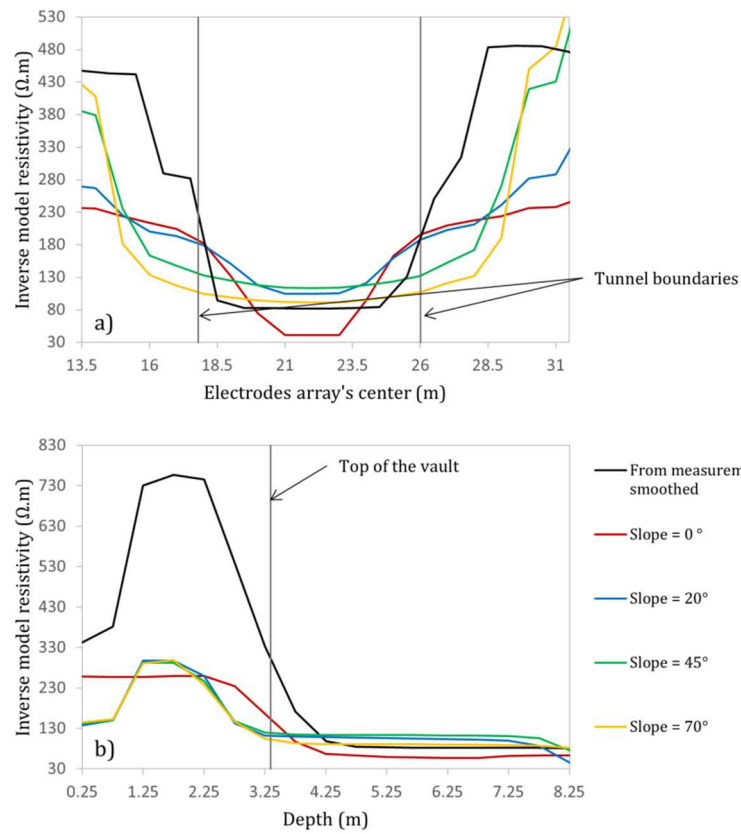 530
480
430
380
330
280
230
180
130
80
30
Inverse model resistivity (Ω.m)
a)
13.5 16 18.5 21 23.5 26 28.5 31
Electrodes array's center (m)
Tunnel boundaries
830
730
630
530
430
330
230
130
30
Inverse model resistivity (Ω.m)
b)
Top of the vault
0.25 1.25 2.25 3.25 4.25 5.25 6.25 7.25 8.25
Depth (m)
From measurem
smoothed
Slope = 0 °
Slope = 20°
Slope = 45°
Slope = 70°